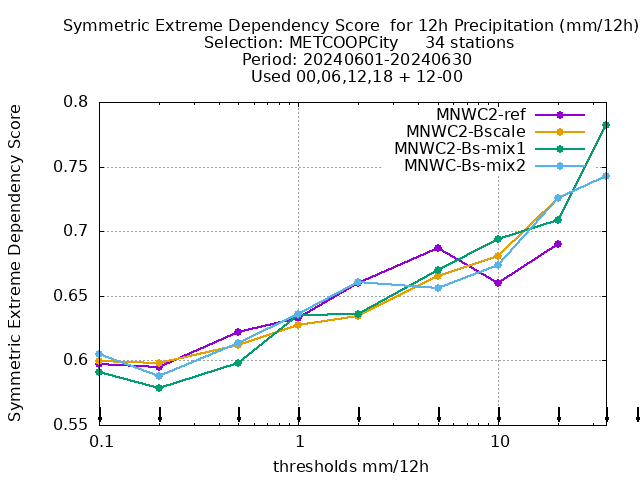 Symmetric Extreme Dependency Score for 12h Precipitation (mm/12h)
Selection: METCOOPCity 34 stations
Period: 20240601-20240630
Used 00,06,12,18 + 12-00
Symmetric Extreme Dependency Score
0.8
0.75
0.7
0.65
0.6
0.55
MNWC2-ref
MNWC2-Bscale
MNWC2-Bs-mix1
MNWC-Bs-mix2
0.1 1 10
thresholds mm/12h